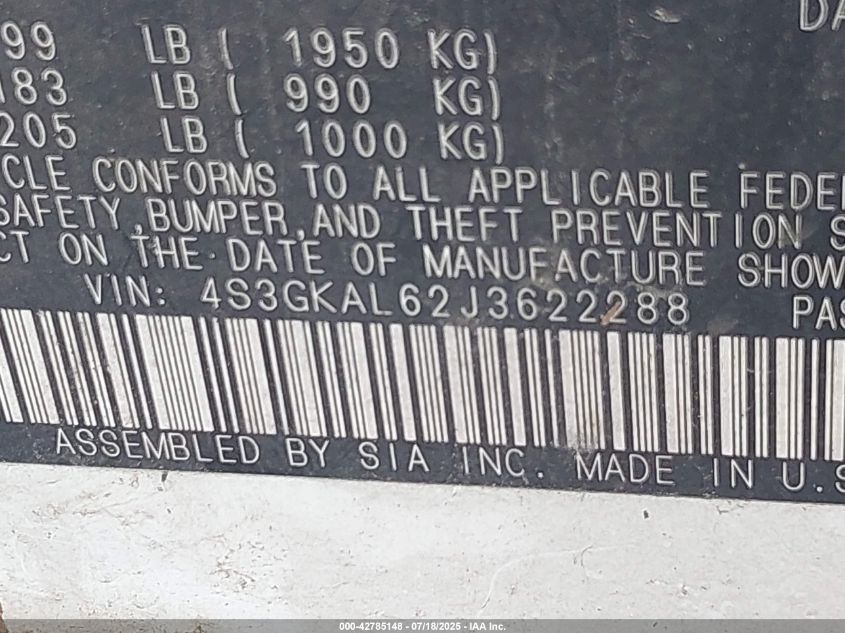 DA
99 LB ( 1950 KG)
183 LB ( 990 KG)
205 LB ( 1000 KG)
CLE CONFORMS TO ALL APPLICABLE FEDE
SAFETY,BUMPER,AND THEFT PREVENTION S
CT ON THE DATE OF MANUFACTURE SHOW
VIN: 4S3GKAL62J3622288 PAS
ASSEMBLED BY SIA INC. MADE IN U.S
000-42785148 - 07/18/2025 - IAA Inc.